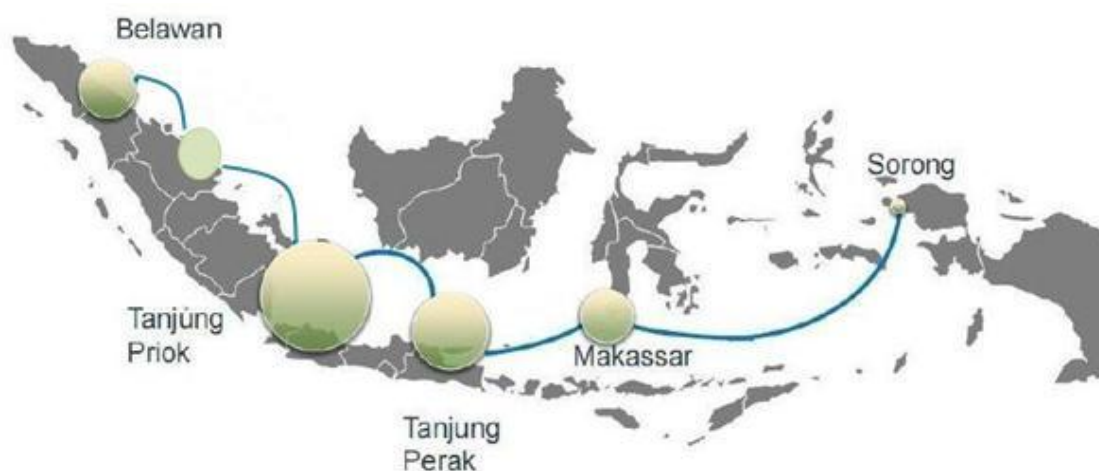 Belawan
Sorong
Tanjung
Priok
Makassar
Tanjung
Perak